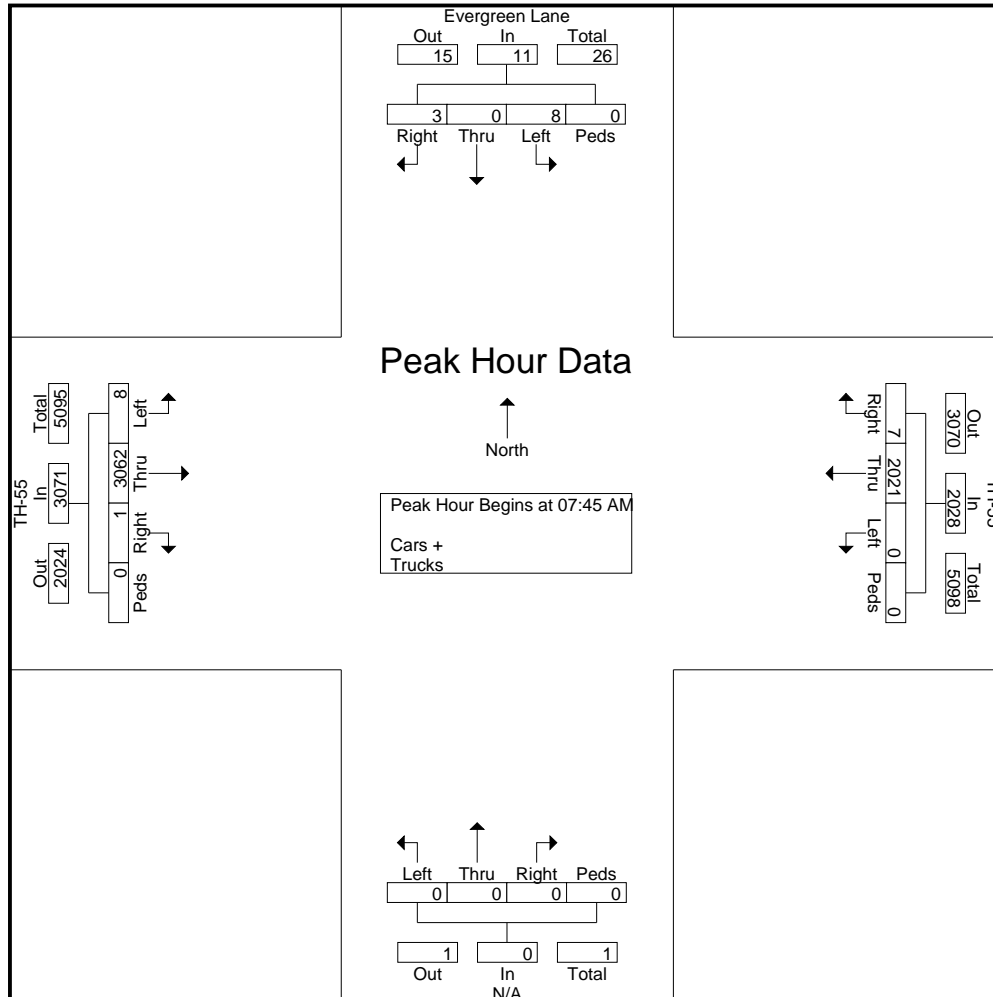 Evergreen Lane
Out In Total
15 11 26
3 0 8 0
Right Thru Left Peds
Peak Hour Data
North
Peak Hour Begins at 07:45 AM
Cars +
Trucks
TH-55
Total In Out
5095 3071 2024
8 3062 1 0
Left Thru Right Peds
Out In Total
3070 2028 5098
7 2021 0 0
Right Thru Left Peds
Left Thru Right Peds
0 0 0 0
1 0 1
Out In Total
N/A